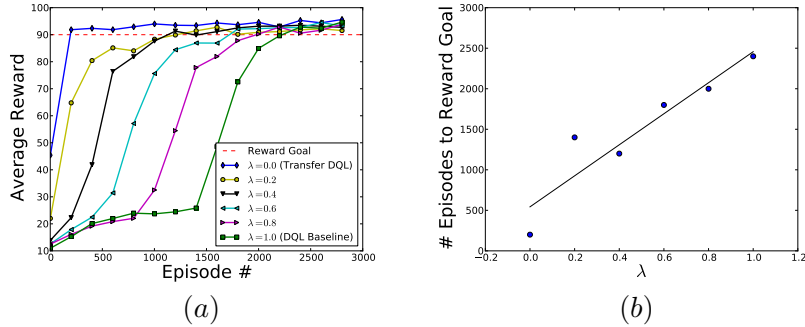 100
90
80
70
60
50
40
30
20
10
Average Reward
0 500 1000 1500 2000 2500 3000
Episode #
Reward Goal
λ=0.0 (Transfer DQL)
λ=0.2
λ=0.4
λ=0.6
λ=0.8
λ=1.0 (DQL Baseline)
(a)
3000
2500
2000
1500
1000
500
0
# Episodes to Reward Goal
−0.2 0.0 0.2 0.4 0.6 0.8 1.0 1.2
λ
(b)